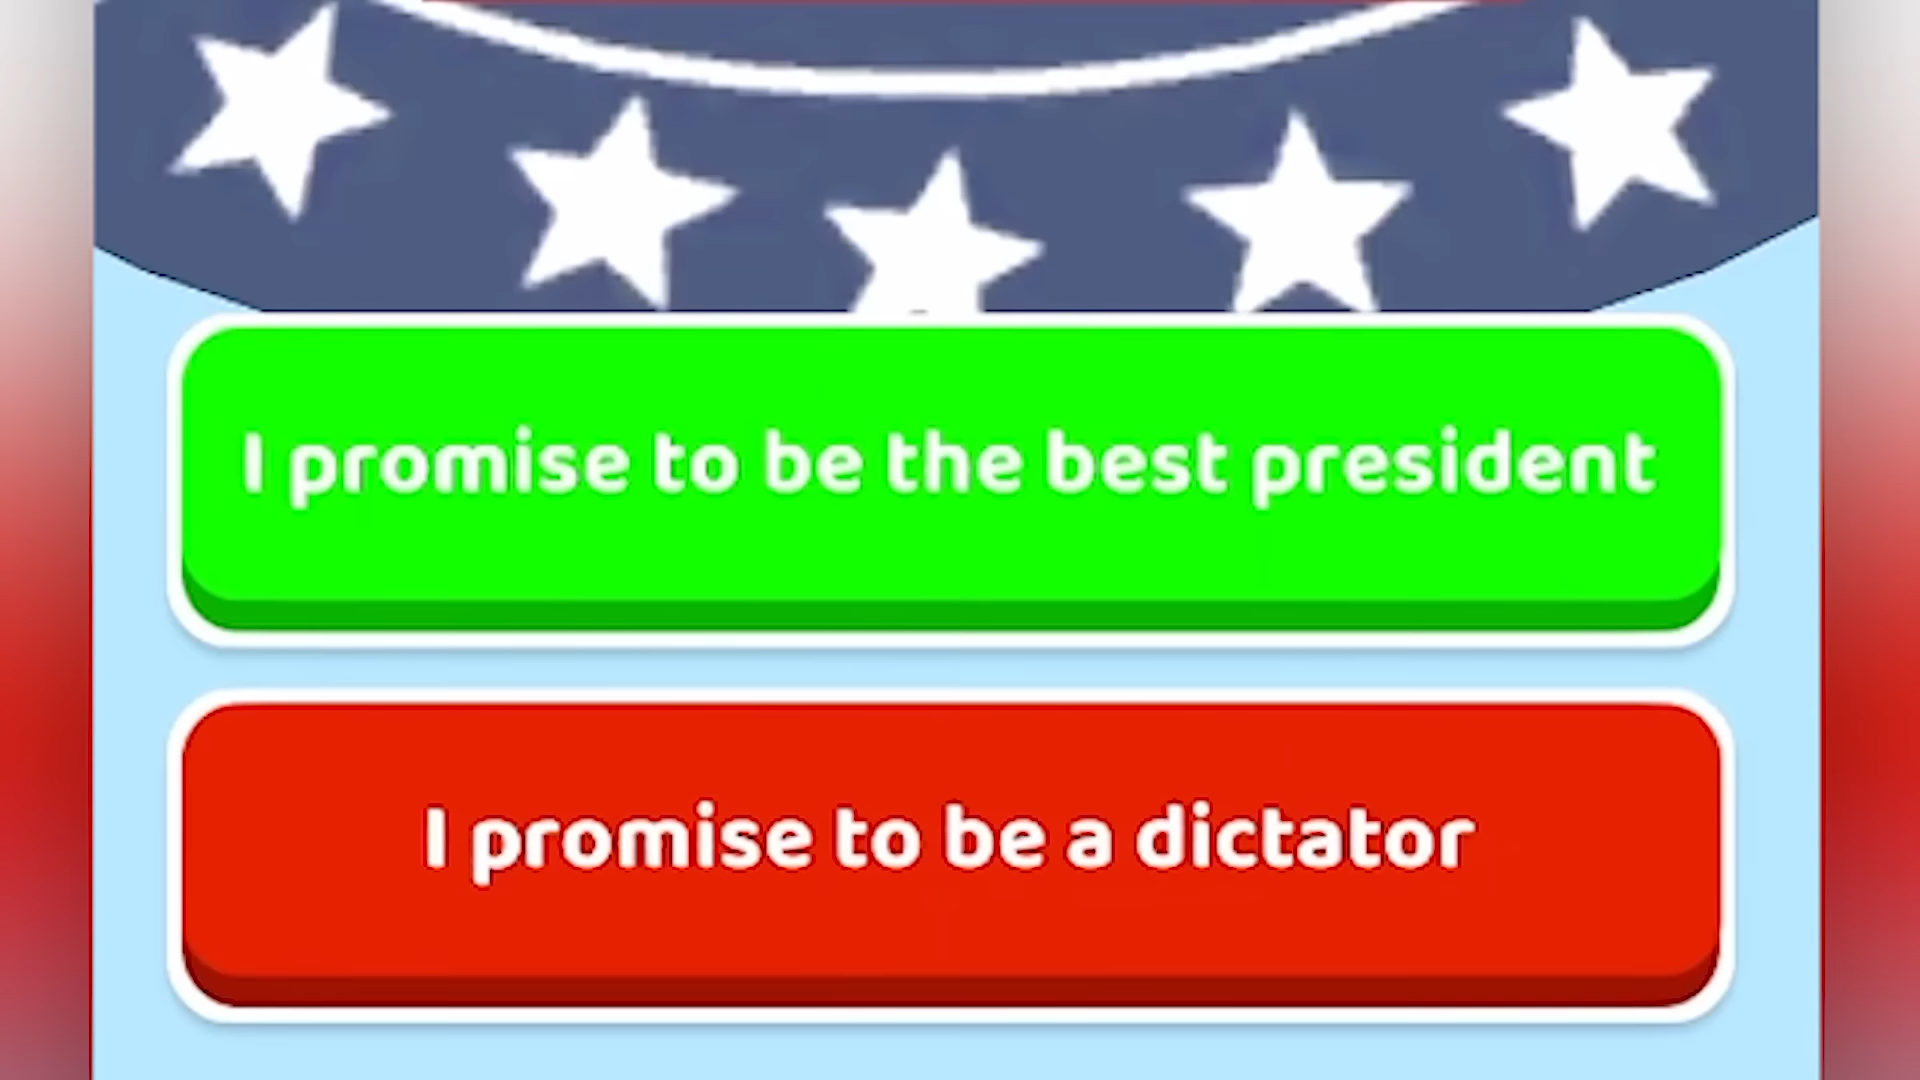 I promise to be the best president
I promise to be a dictator